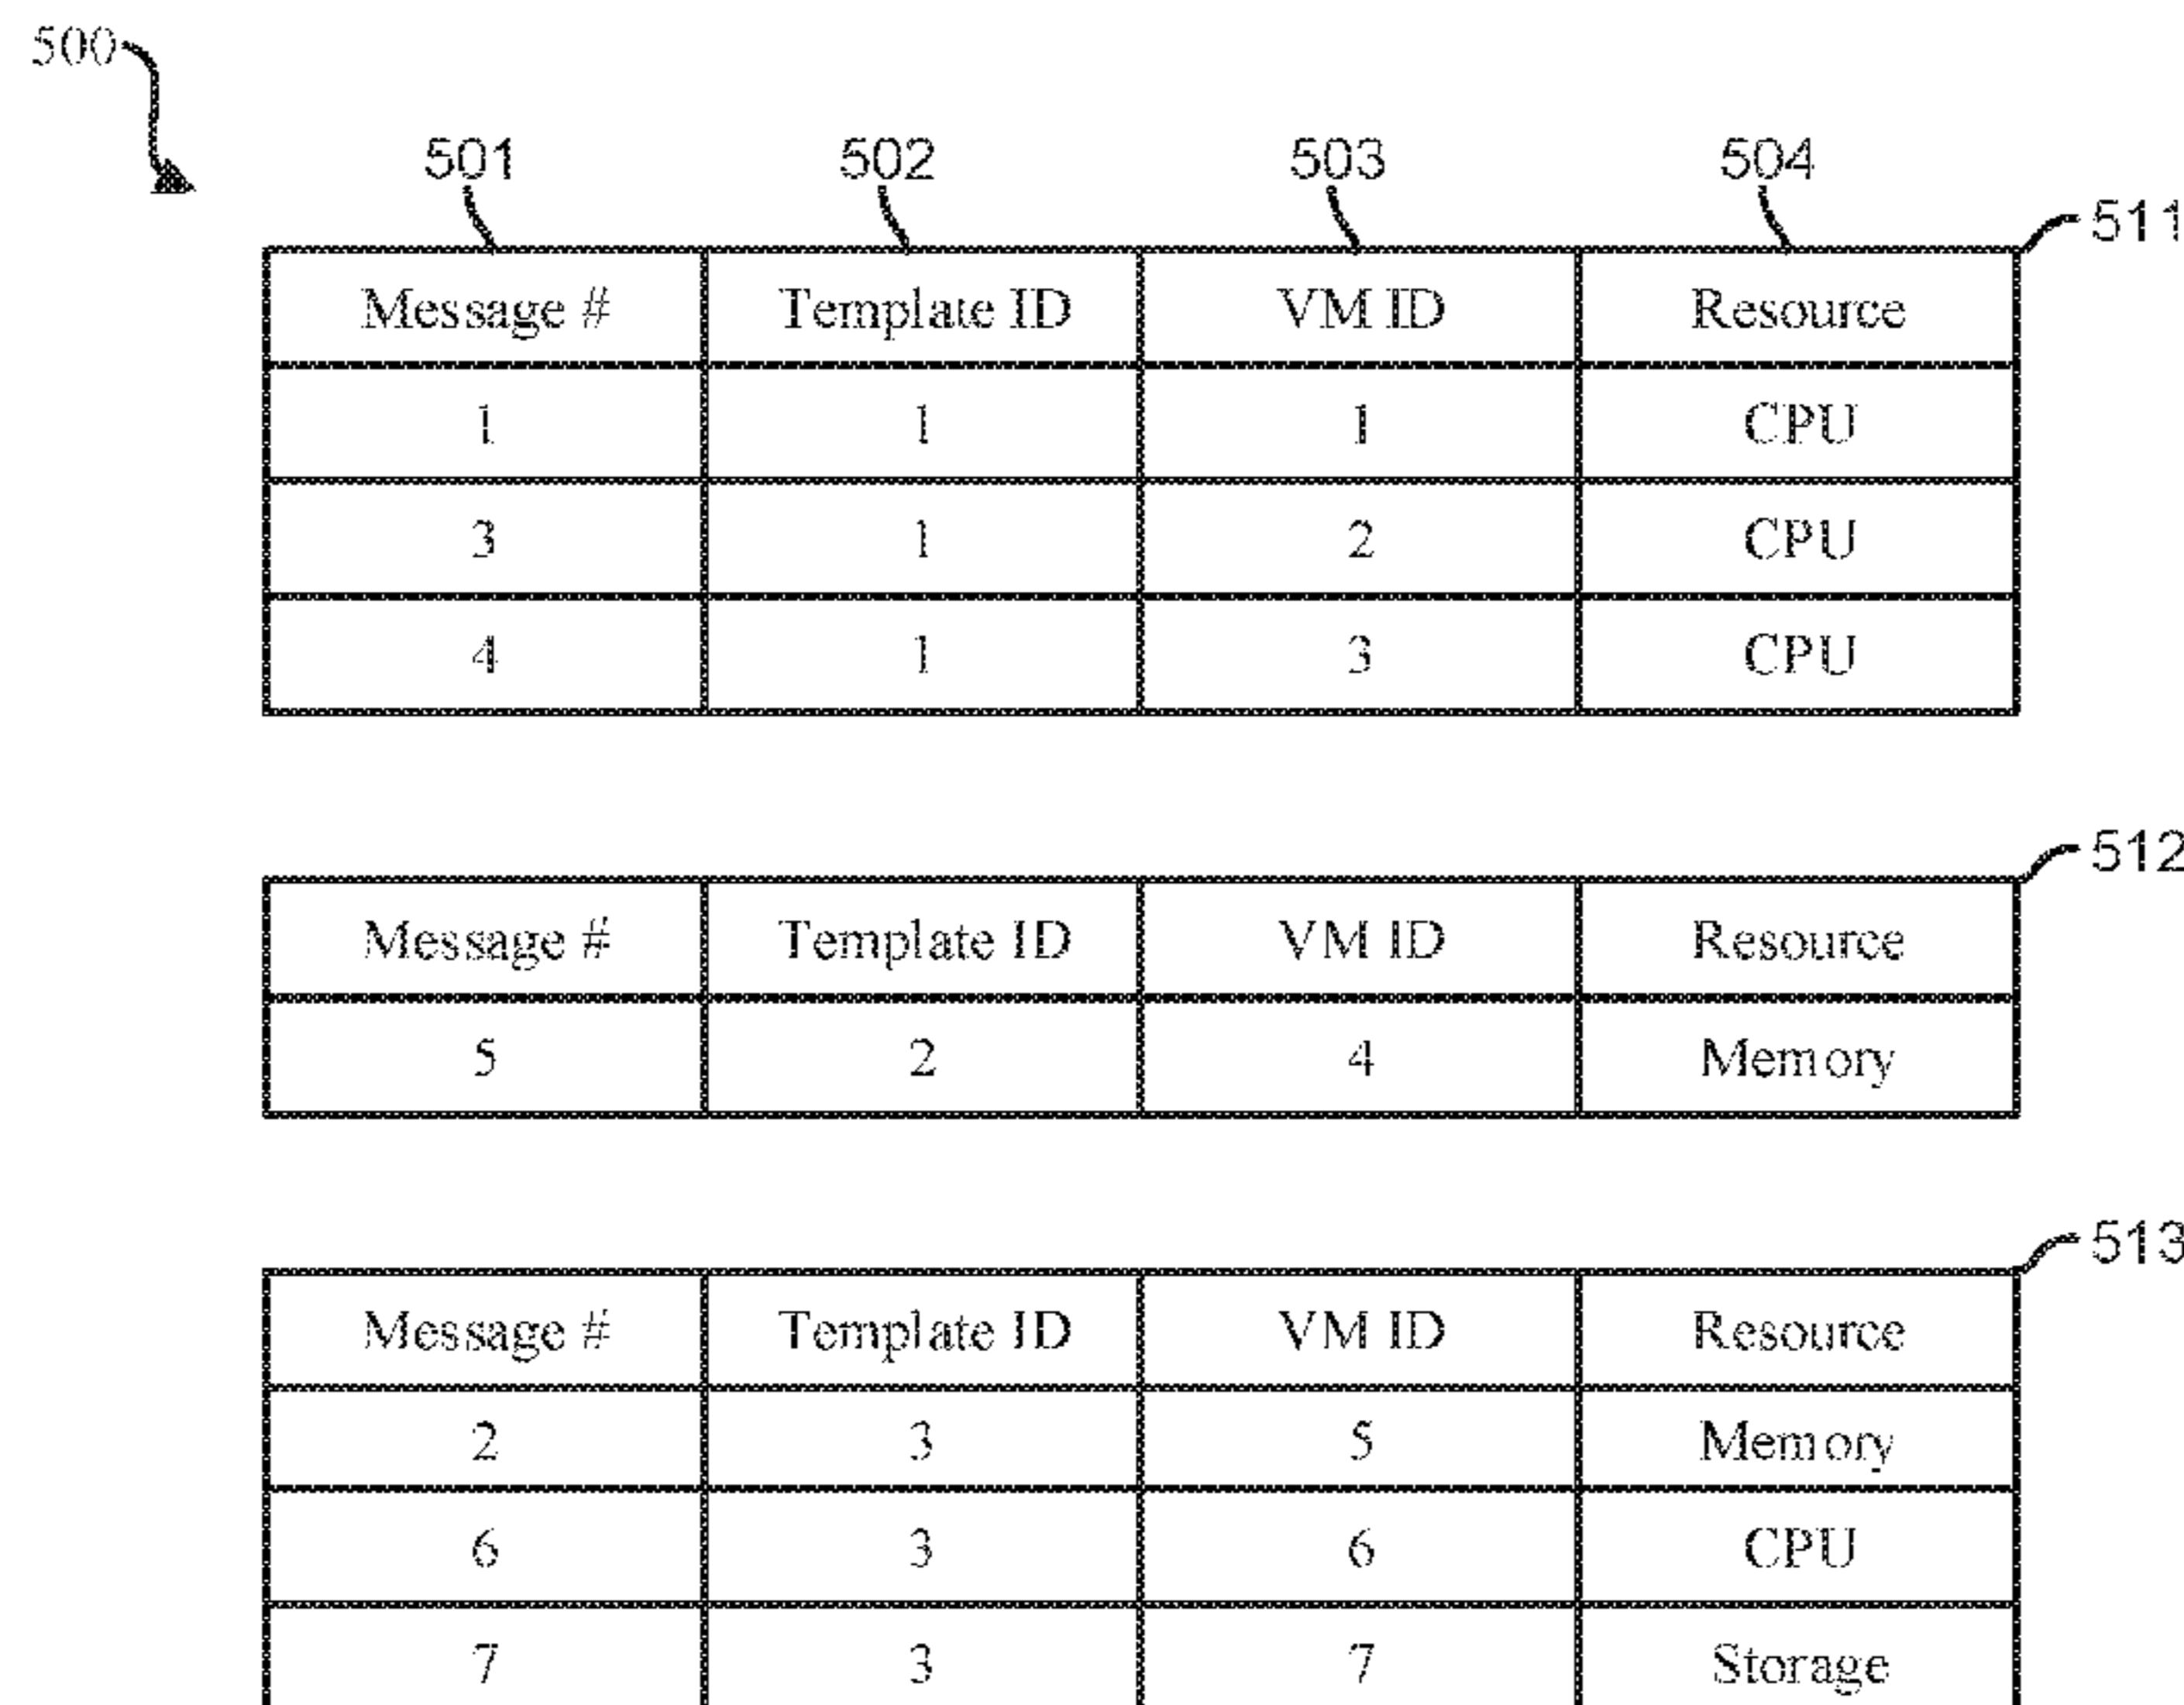 500
501 502 503 504
511
Message # Template ID VM ID Resource
1 1 1 CPU
3 1 2 CPU
4 1 3 CPU
512
Message # Template ID VM ID Resource
5 2 4 Memory
513
Message # Template ID VM ID Resource
2 3 5 Memory
6 3 6 CPU
7 3 7 Storage